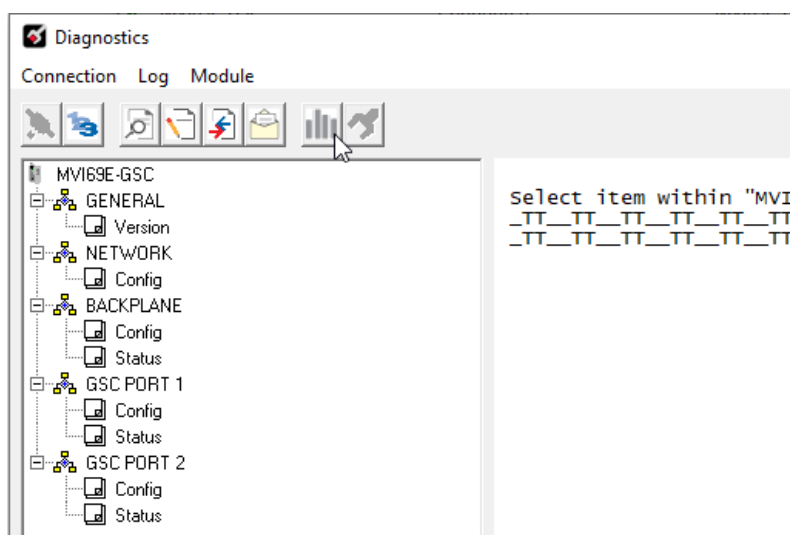 Diagnostics
Connection Log Module
MVI69E-GSC
GENERAL
Version
NETWORK
Config
BACKPLANE
Config
Status
GSC PORT 1
Config
Status
GSC PORT 2
Config
Status
Select item within "MVI
_TT__TT__TT__TT__TT__TT
_TT__TT__TT__TT__TT__TT